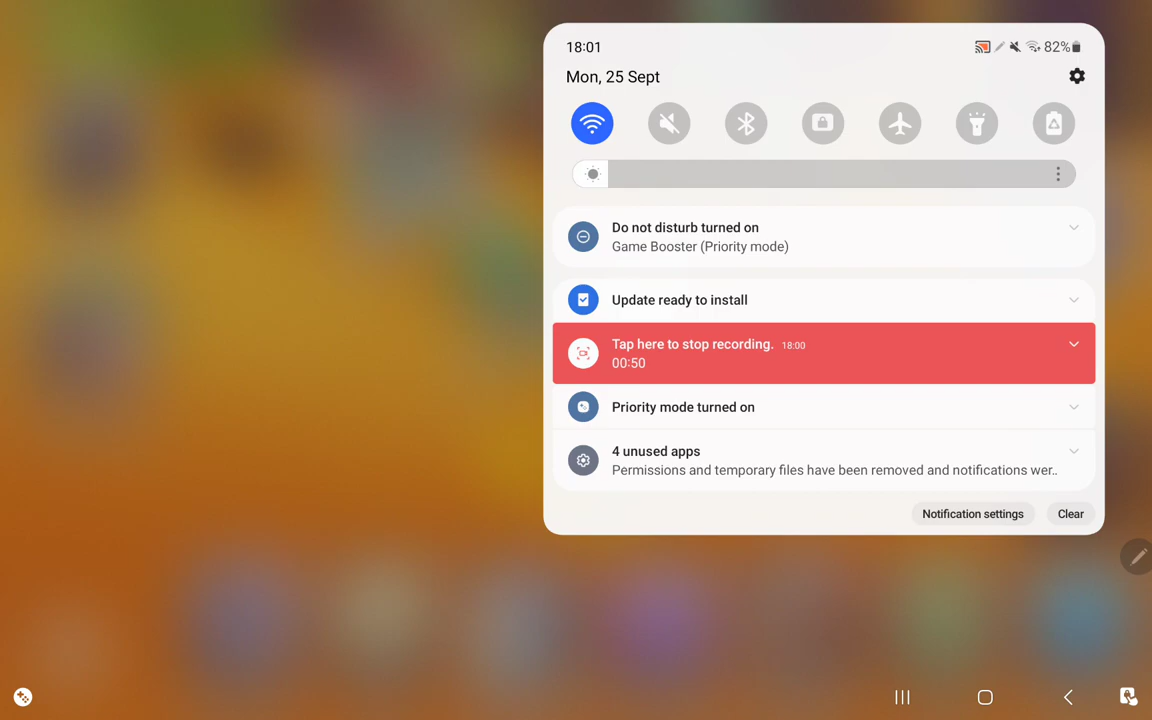 18:01
82%
Mon, 25 Sept
Do not disturb turned on
Game Booster (Priority mode)
Update ready to install
Tap here to stop recording. 18:00
00:50
Priority mode turned on
4 unused apps
Permissions and temporary files have been removed and notifications wer..
Notification settings
Clear